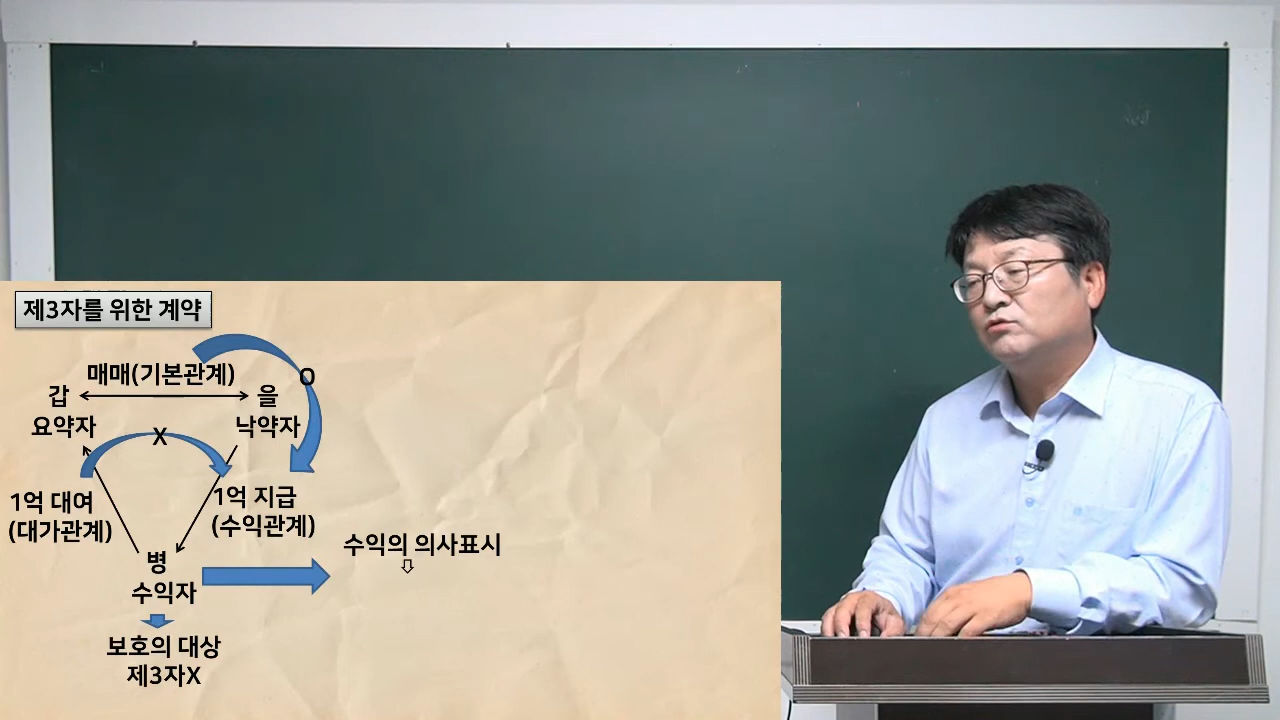 제3자를 위한 계약
매매(기본관계)
O
갑
을
요약자
낙약자
X
1억 대여
(대가관계)
1억 지급
(수익관계)
병
수익자
수익의 의사표시
보호의 대상
제3자X